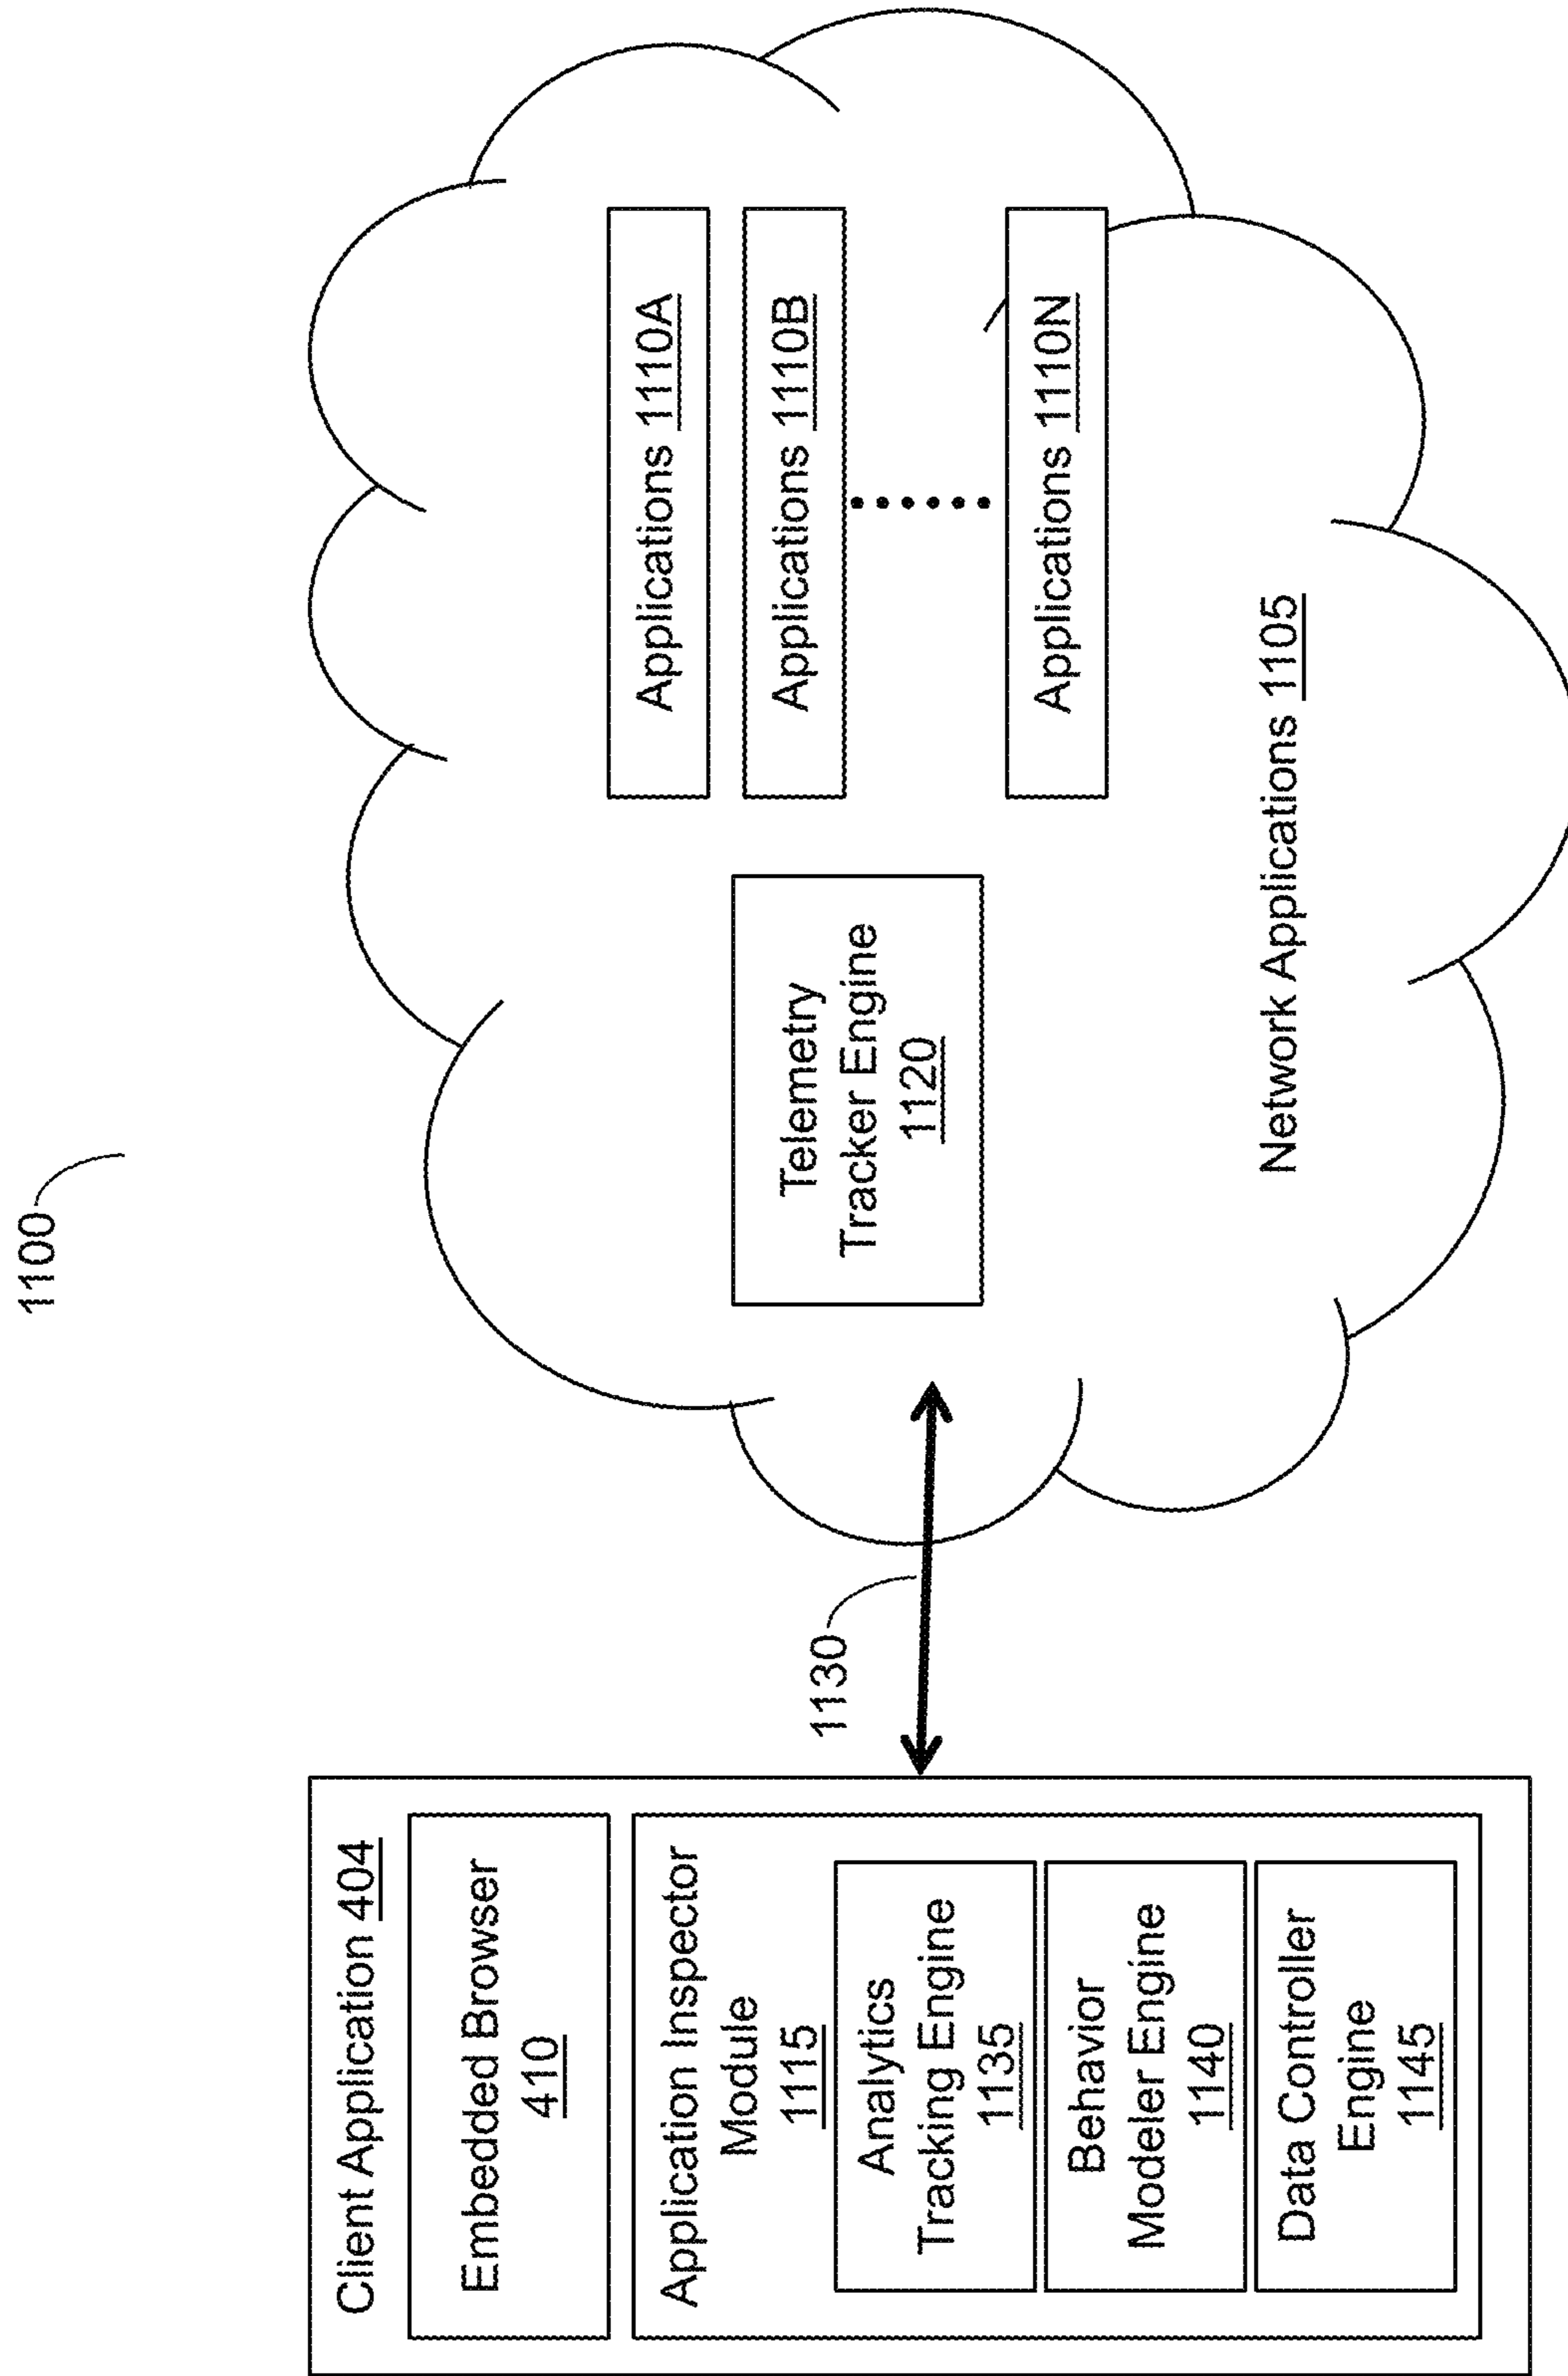 1100
Client Application 404
Embedded Browser
410
Application Inspector
Module
1115
Analytics
Tracking Engine
1135
Behavior
Modeler Engine
1140
Data Controller
Engine
1145
1130
Telemetry
Tracker Engine
1120
Applications 1110A
Applications 1110B
Applications 1110N
Network Applications 1105